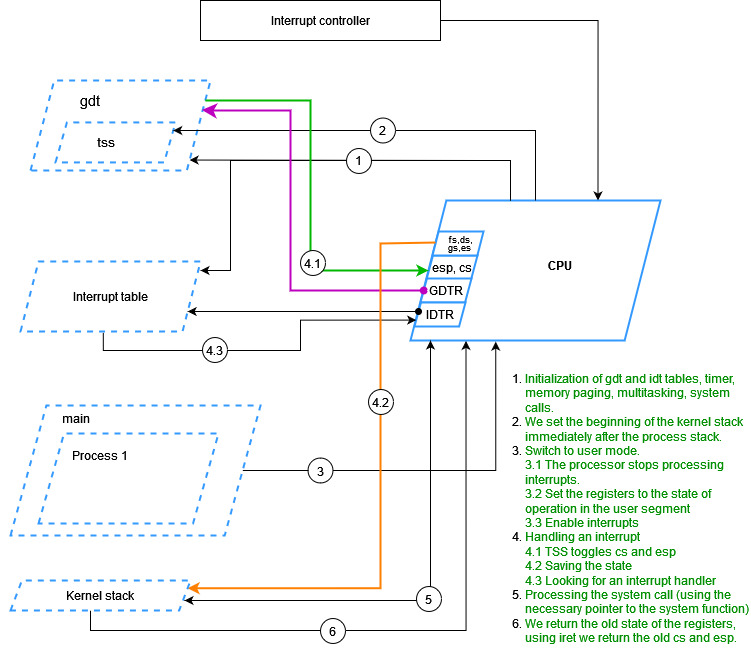 Interrupt controller
gdt
tss
2
1
fs,ds,
gs,es
CPU
4.1
esp, cs
GDTR
Interrupt table
IDTR
4.3
4.2
main
Process 1
3
Kernel stack
5
6
1. Initialization of gdt and idt tables, timer,
memory paging, multitasking, system
calls.
2. We set the beginning of the kernel stack
immediately after the process stack.
3. Switch to user mode.
3.1 The processor stops processing
interrupts.
3.2 Set the registers to the state of
operation in the user segment
3.3 Enable interrupts
4. Handling an interrupt
4.1 TSS toggles cs and esp
4.2 Saving the state
4.3 Looking for an interrupt handler
5. Processing the system call (using the
necessary pointer to the system function)
6. We return the old state of the registers,
using iret we return the old cs and esp.